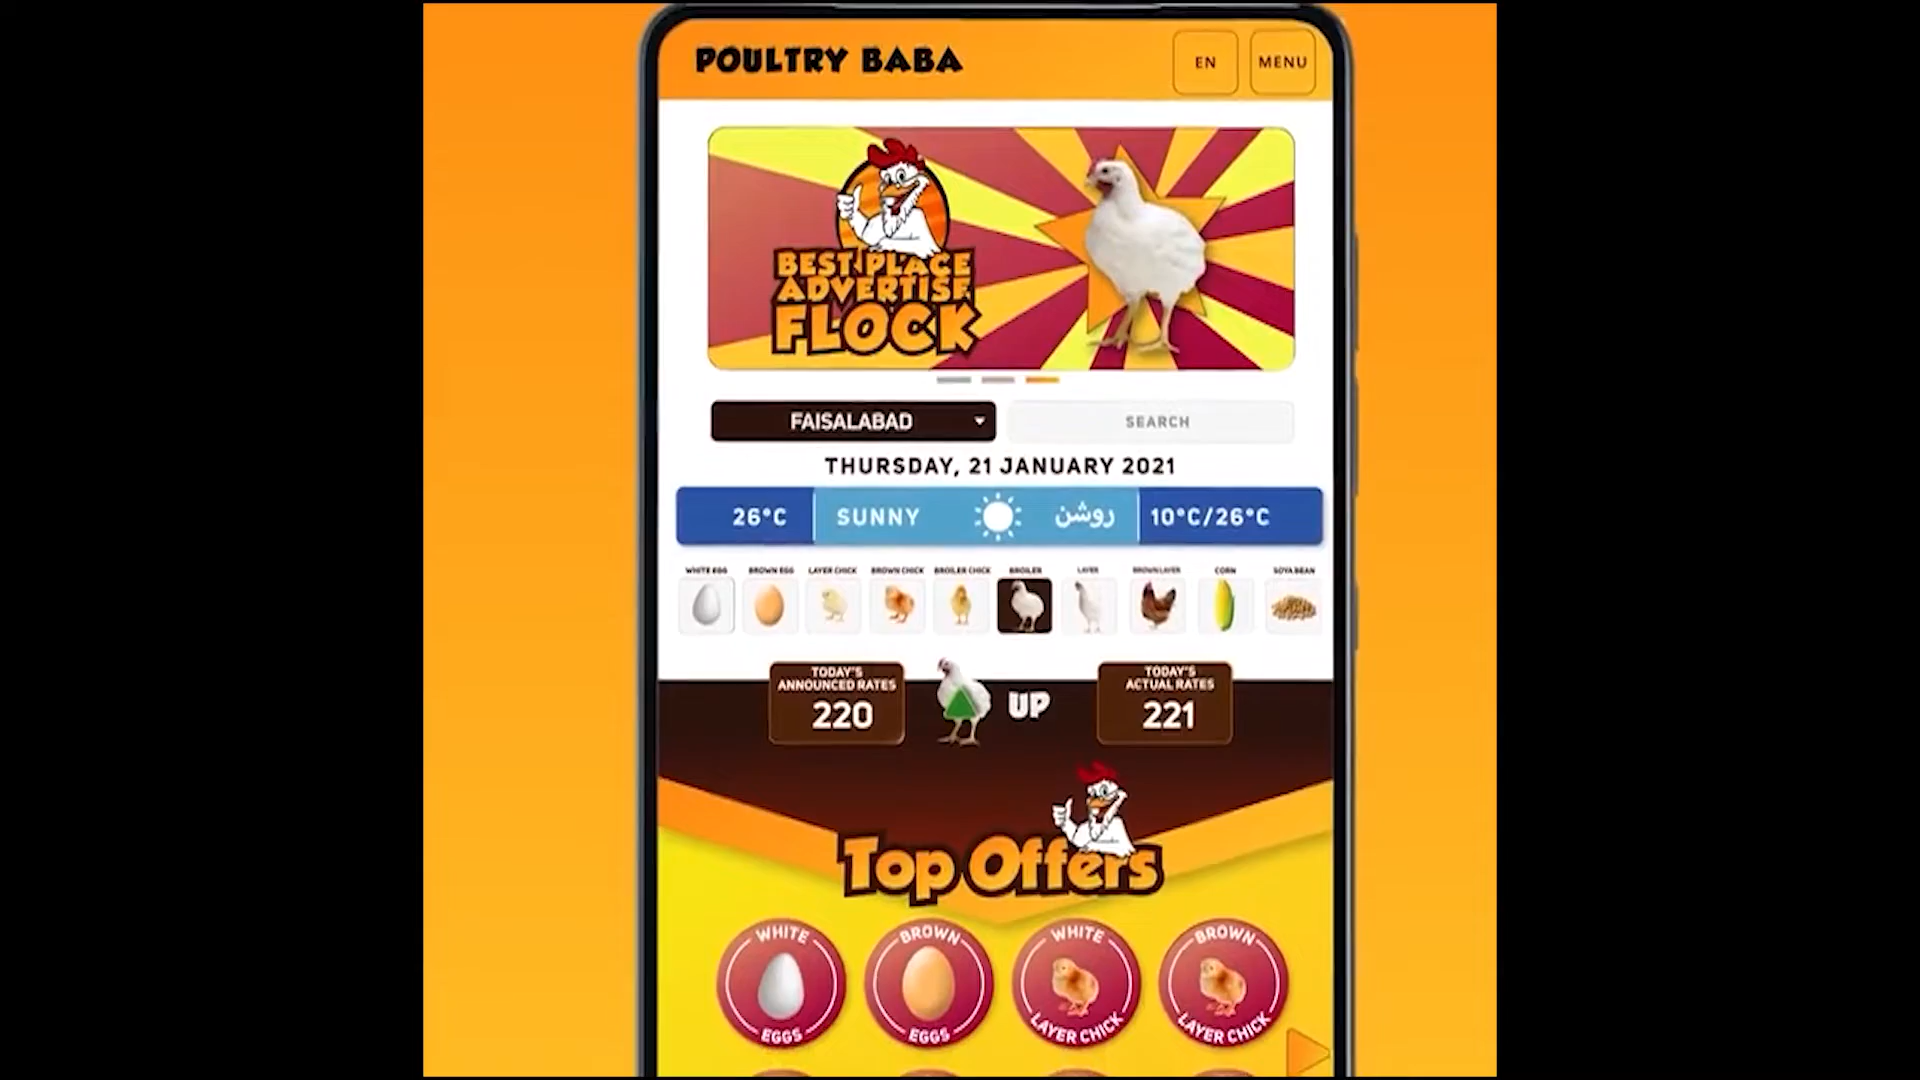 POULTRY BABA
EN
MENU
BEST PLACE
ADVERTISE
FLOCK
FAISALABAD
SEARCH
THURSDAY, 21 JANUARY 2021
26°C
SUNNY
روشن
10°C/26°C
WHITE EGG
BROWN EGG
LAYER CHICK
BROWN CHICK
BROILER CHICK
BROILER
LAYER
BROWN LAYER
CORN
SOYA BEAN
TODAY'S
ANNOUNCED RATES
220
UP
TODAY'S
ACTUAL RATES
221
Top Offers
WHITE
EGGS
BROWN
EGGS
WHITE
LAYER CHICK
BROWN
LAYER CHICK